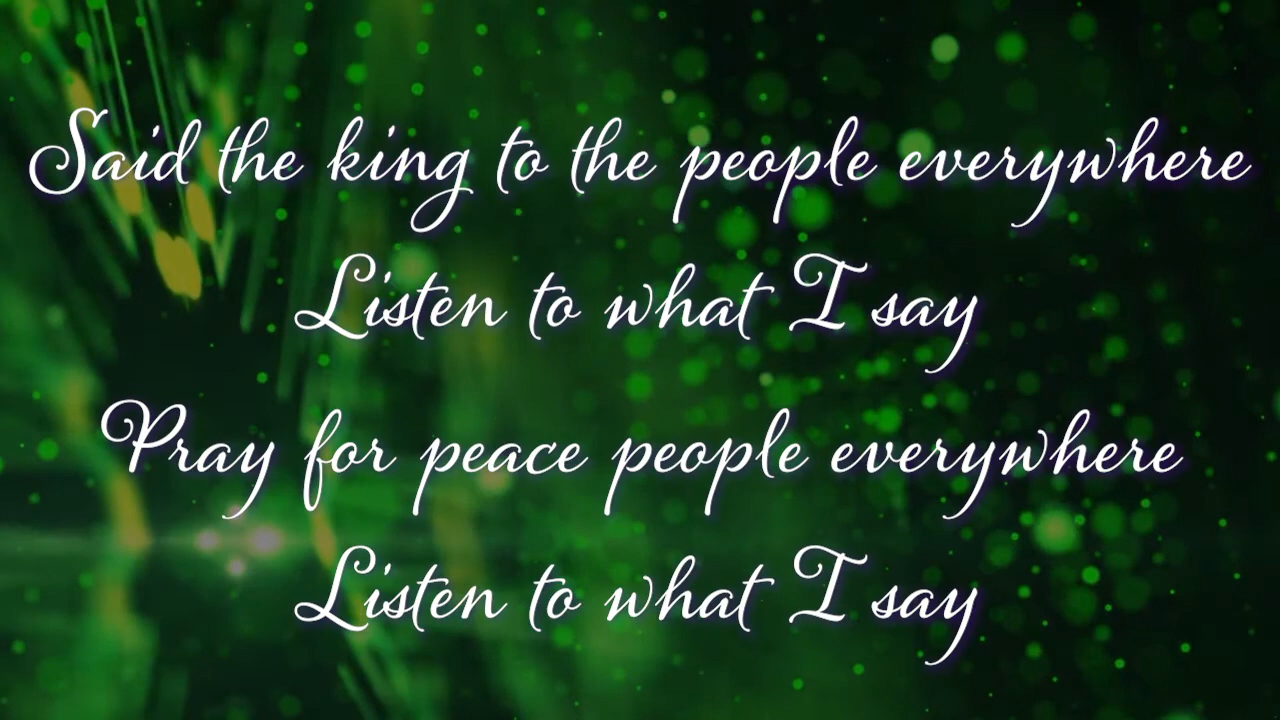 Said the king to the people everywhere
Listen to what I say
Pray for peace people everywhere
Listen to what I say